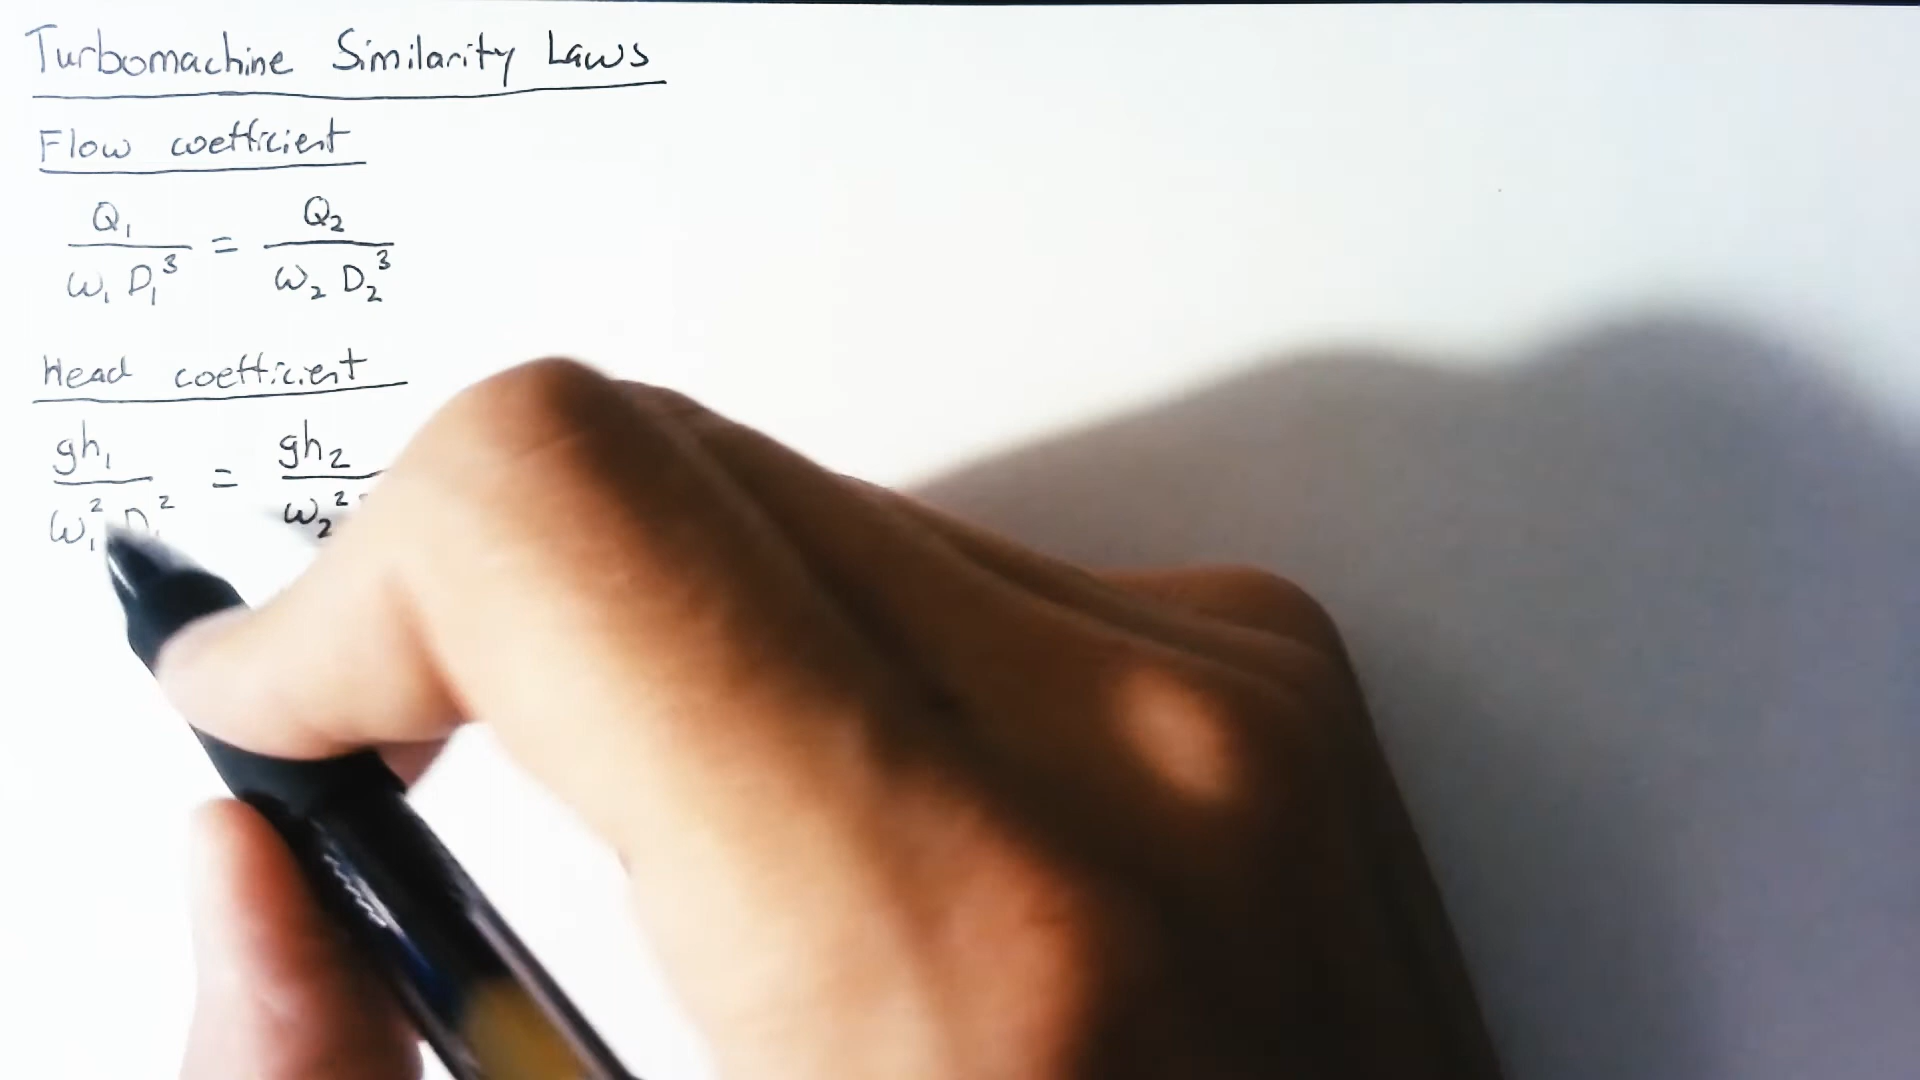 Turbomachine Similarity Laws
Flow coefficient
Q₁ / ω₁ D₁³ = Q₂ / ω₂ D₂³
Head coefficient
gh₁ / ω₁² D₁² = gh₂ / ω₂²